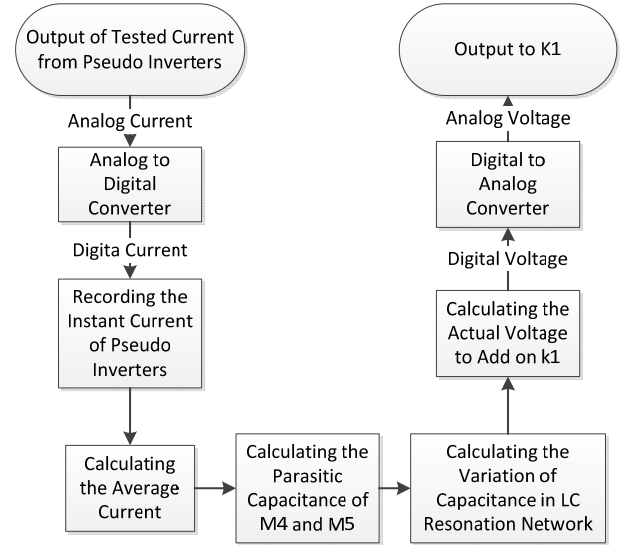 Output of Tested Current
from Pseudo Inverters
Analog Current
Analog to
Digital
Converter
Digita Current
Recording the
Instant Current
of Pseudo
Inverters
Calculating
the Average
Current
Calculating the
Parasitic
Capacitance of
M4 and M5
Calculating the
Variation of
Capacitance in LC
Resonation Network
Calculating the
Actual Voltage
to Add on k1
Digital Voltage
Digital to
Analog
Converter
Analog Voltage
Output to K1